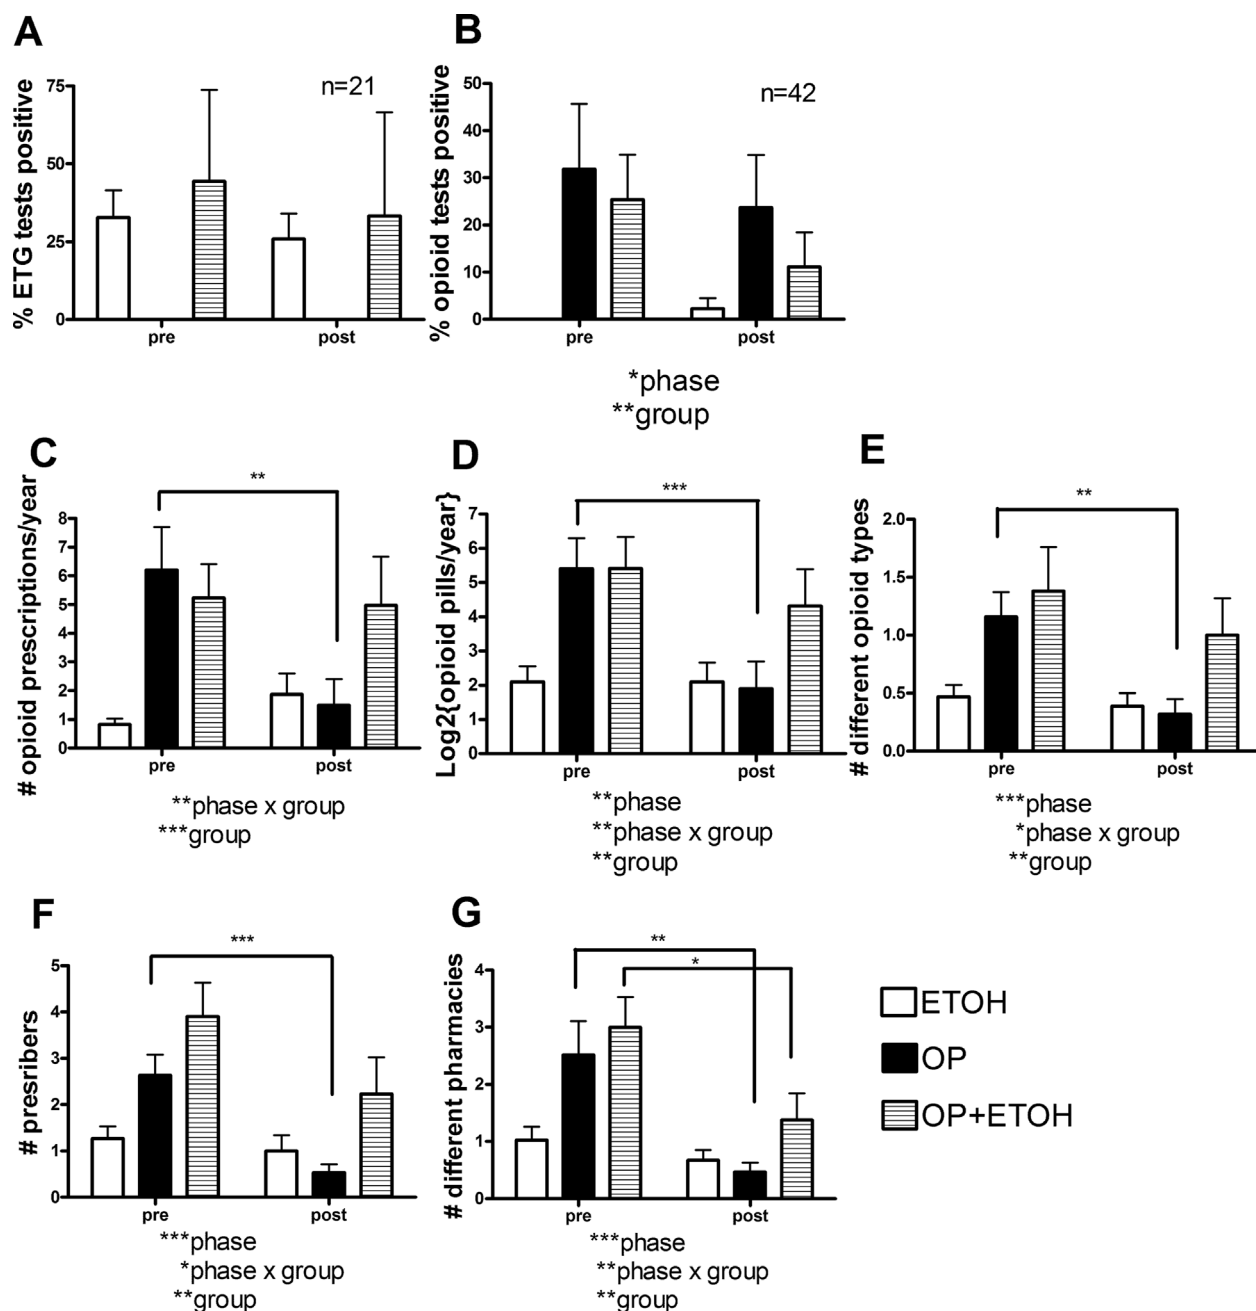 A
% ETG tests positive
75
50
25
0
n=21
pre
post
B
% opioid tests positive
50
40
30
20
10
0
n=42
pre
post
*phase
**group
C
# opioid prescriptions/year
8
7
6
5
4
3
2
1
0
**
pre
post
**phase x group
***group
D
Log2{opioid pills/year}
7
6
5
4
3
2
1
0
***
pre
post
**phase
**phase x group
**group
E
# different opioid types
2.0
1.5
1.0
0.5
0.0
**
pre
post
***phase
*phase x group
**group
F
# presribers
5
4
3
2
1
0
***
pre
post
***phase
*phase x group
**group
G
# different pharmacies
4
3
2
1
0
**
*
pre
post
***phase
**phase x group
**group
ETOH
OP
OP+ETOH